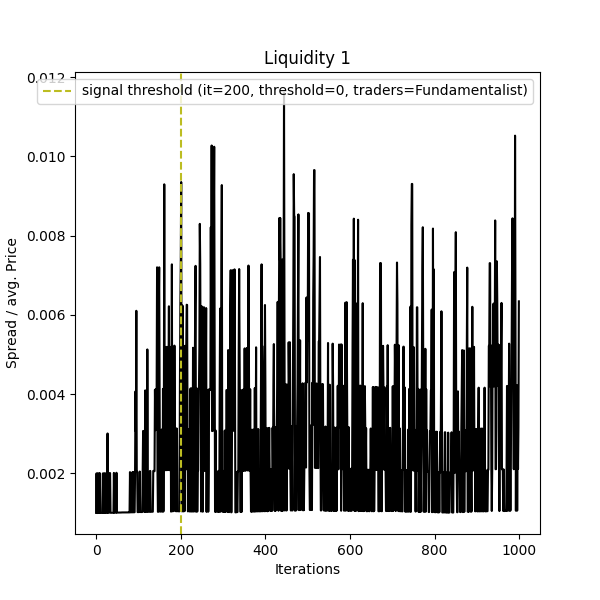 Liquidity 1
signal threshold (it=200, threshold=0, traders=Fundamentalist)
0.012
0.010
0.008
0.006
0.004
0.002
Spread / avg. Price
0 200 400 600 800 1000
Iterations